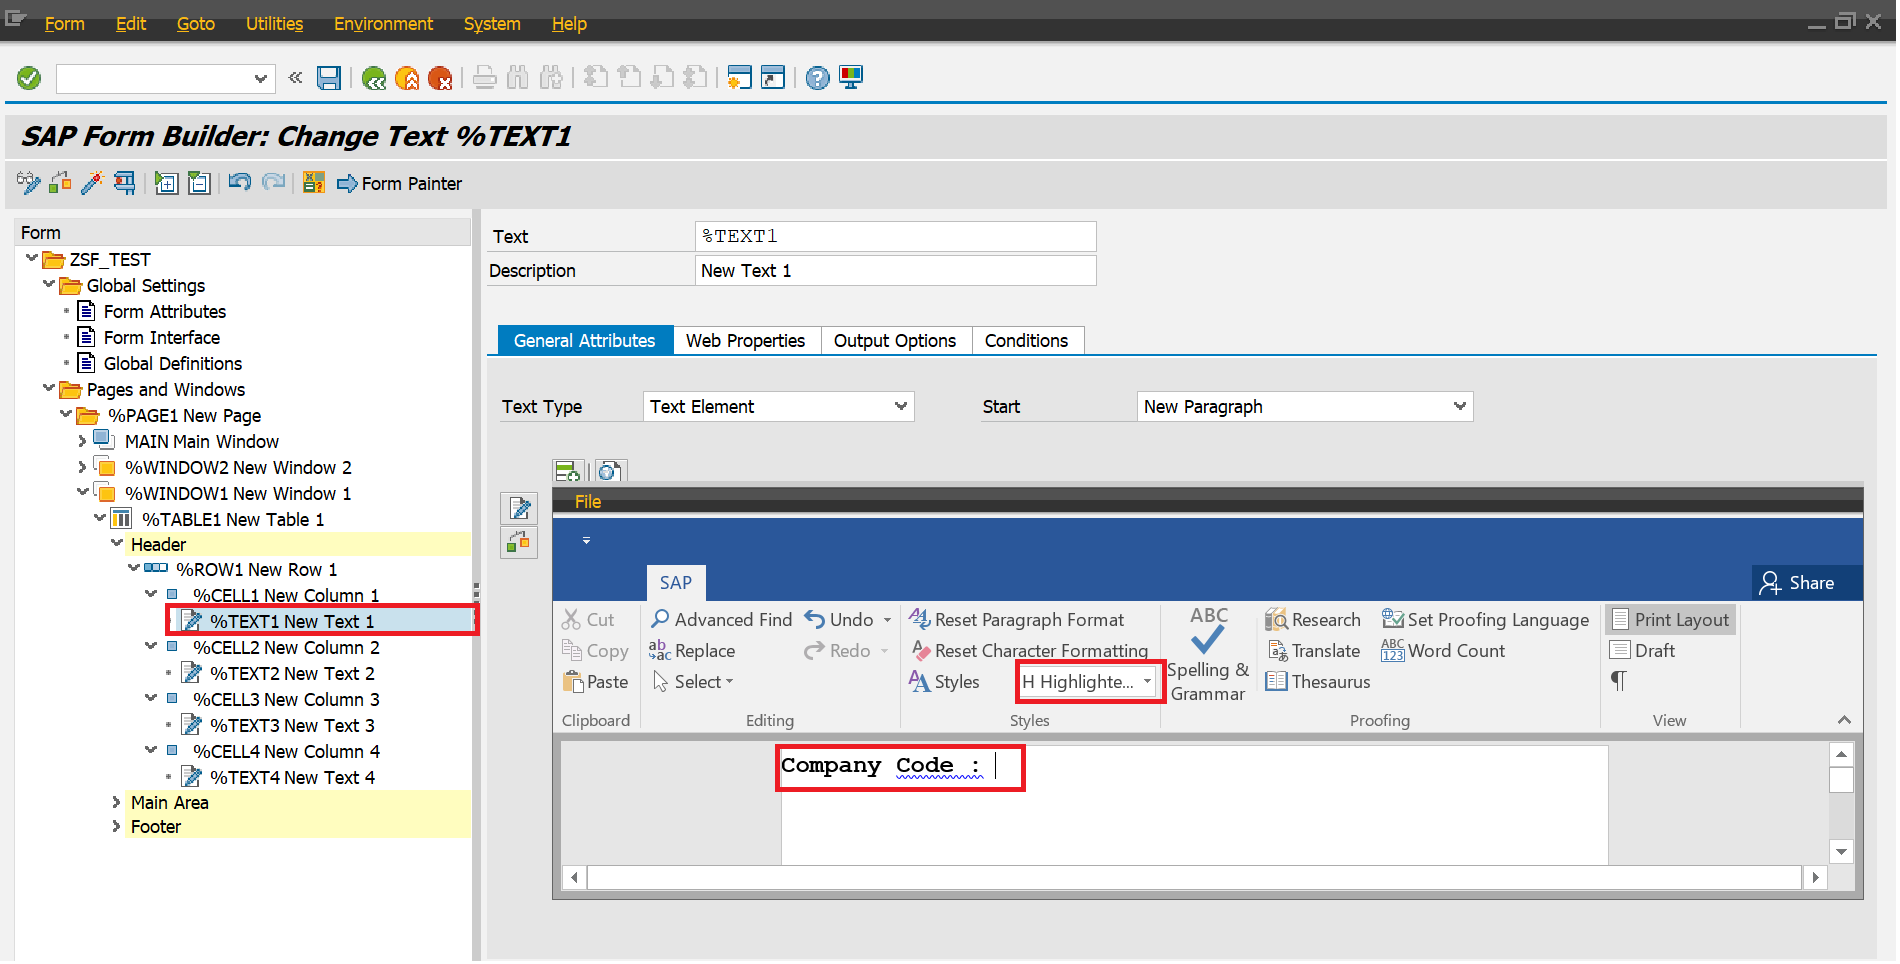 Form Edit Goto Utilities Environment System Help
SAP Form Builder: Change Text %TEXT1
Form Painter
Form
ZSF_TEST
Global Settings
Form Attributes
Form Interface
Global Definitions
Pages and Windows
%PAGE1 New Page
MAIN Main Window
%WINDOW2 New Window 2
%WINDOW1 New Window 1
%TABLE1 New Table 1
Header
%ROW1 New Row 1
%CELL1 New Column 1
%TEXT1 New Text 1
%CELL2 New Column 2
%TEXT2 New Text 2
%CELL3 New Column 3
%TEXT3 New Text 3
%CELL4 New Column 4
%TEXT4 New Text 4
Main Area
Footer
Text %TEXT1
Description New Text 1
General Attributes Web Properties Output Options Conditions
Text Type Text Element Start New Paragraph
File
SAP Share
Cut Advanced Find Undo Reset Paragraph Format ABC Research Set Proofing Language Print Layout
Copy Replace Redo Reset Character Formatting Spelling & Grammar Translate Word Count Draft
Paste Select Styles H Highlighte... Thesaurus ¶
Clipboard Editing Styles Proofing View
Company Code :